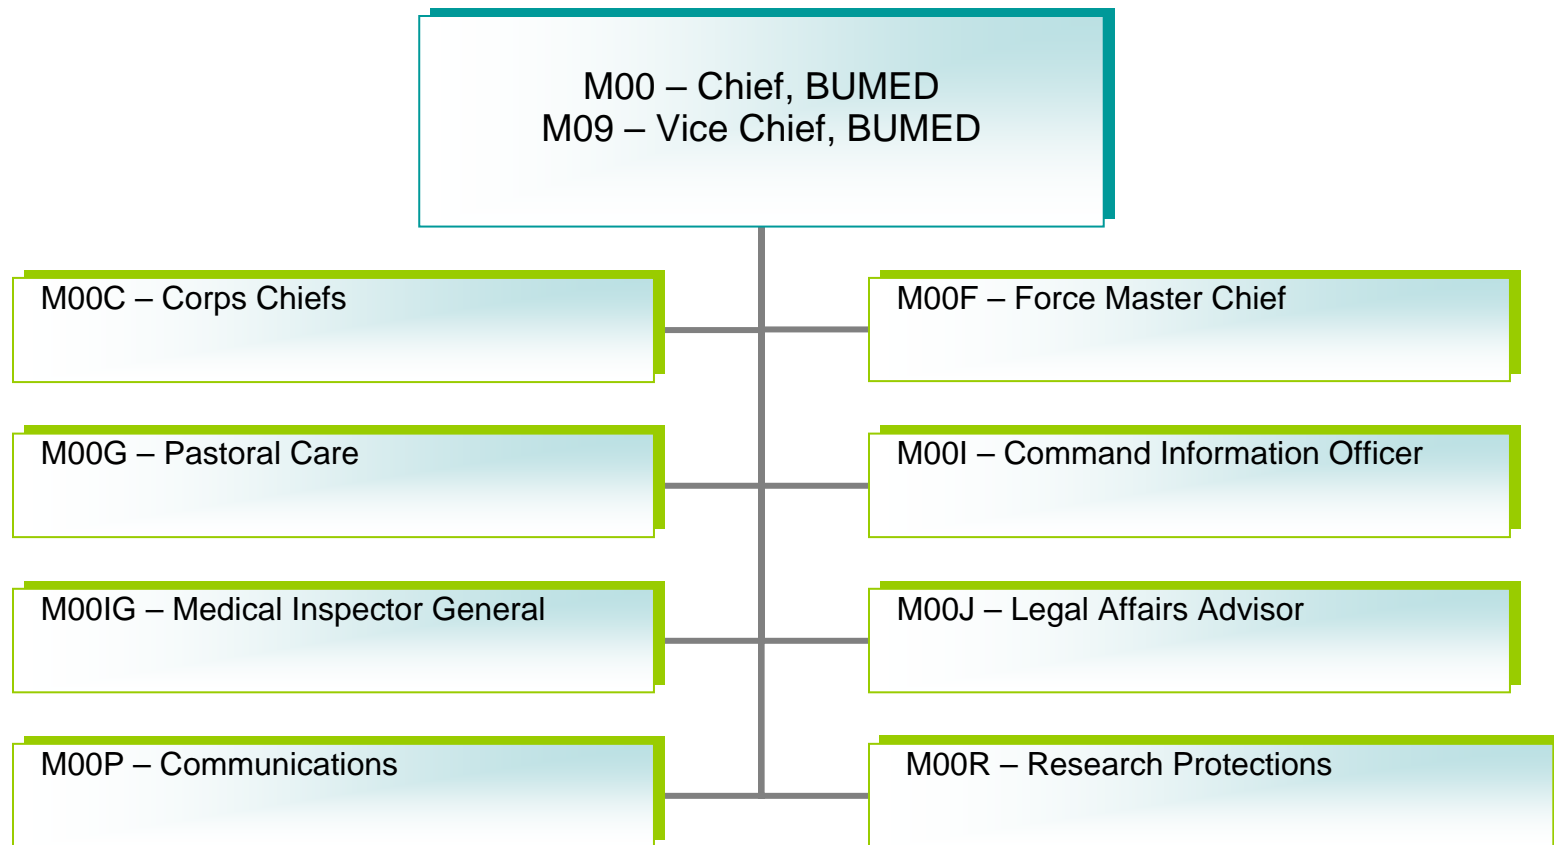 M00 – Chief, BUMED
M09 – Vice Chief, BUMED
M00C – Corps Chiefs
M00F – Force Master Chief
M00G – Pastoral Care
M00I – Command Information Officer
M00IG – Medical Inspector General
M00J – Legal Affairs Advisor
M00P – Communications
M00R – Research Protections